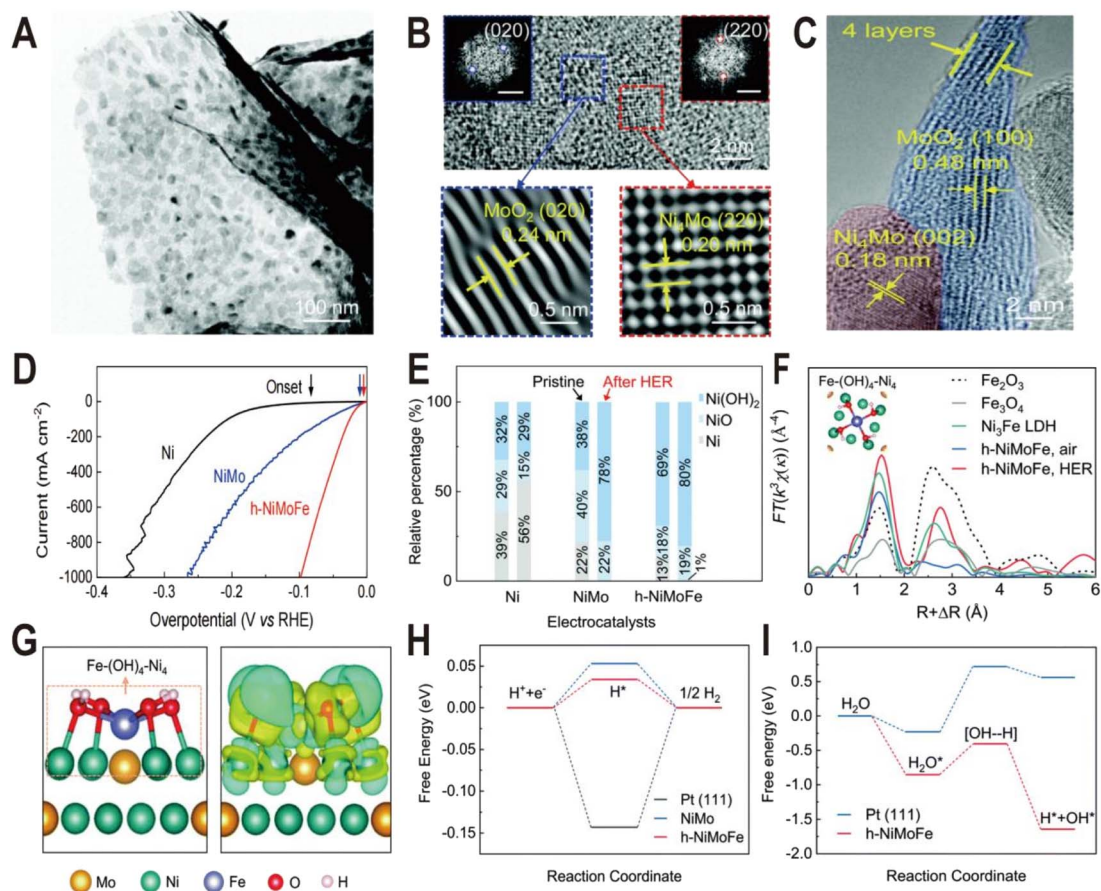 A
100 nm
B
(020)
(220)
2 nm
MoO₂ (020)
0.24 nm
0.5 nm
Ni₄Mo (220)
0.20 nm
0.5 nm
C
4 layers
MoO₂ (100)
0.48 nm
Ni₄Mo (002)
0.18 nm
2 nm
D
Onset
Ni
NiMo
h-NiMoFe
0
-200
-400
-600
-800
-1000
Current (mA cm⁻²)
-0.4
-0.3
-0.2
-0.1
0.0
Overpotential (V vs RHE)
E
Pristine
After HER
Ni(OH)₂
NiO
Ni
100
80
60
40
20
0
Relative percentage (%)
32%
29%
39%
29%
15%
56%
38%
40%
22%
78%
22%
69%
18%
13%
80%
19%
1%
Ni
NiMo
h-NiMoFe
Electrocatalysts
F
Fe-(OH)₄-Ni₄
Fe₂O₃
Fe₃O₄
Ni₃Fe LDH
h-NiMoFe, air
h-NiMoFe, HER
FT(k³χ(κ)) (Å⁻⁴)
0 1 2 3 4 5 6
R+ΔR (Å)
G
Fe-(OH)₄-Ni₄
Mo
Ni
Fe
O
H
H
0.05
0.00
-0.05
-0.10
-0.15
Free Energy (eV)
H⁺+e⁻
H*
1/2 H₂
Pt (111)
NiMo
h-NiMoFe
Reaction Coordinate
I
1.0
0.5
0.0
-0.5
-1.0
-1.5
-2.0
Free energy (eV)
H₂O
H₂O*
[OH--H]
H*+OH*
Pt (111)
h-NiMoFe
Reaction Coordinate